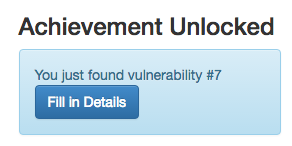 Achievement Unlocked
You just found vulnerability #7
Fill in Details